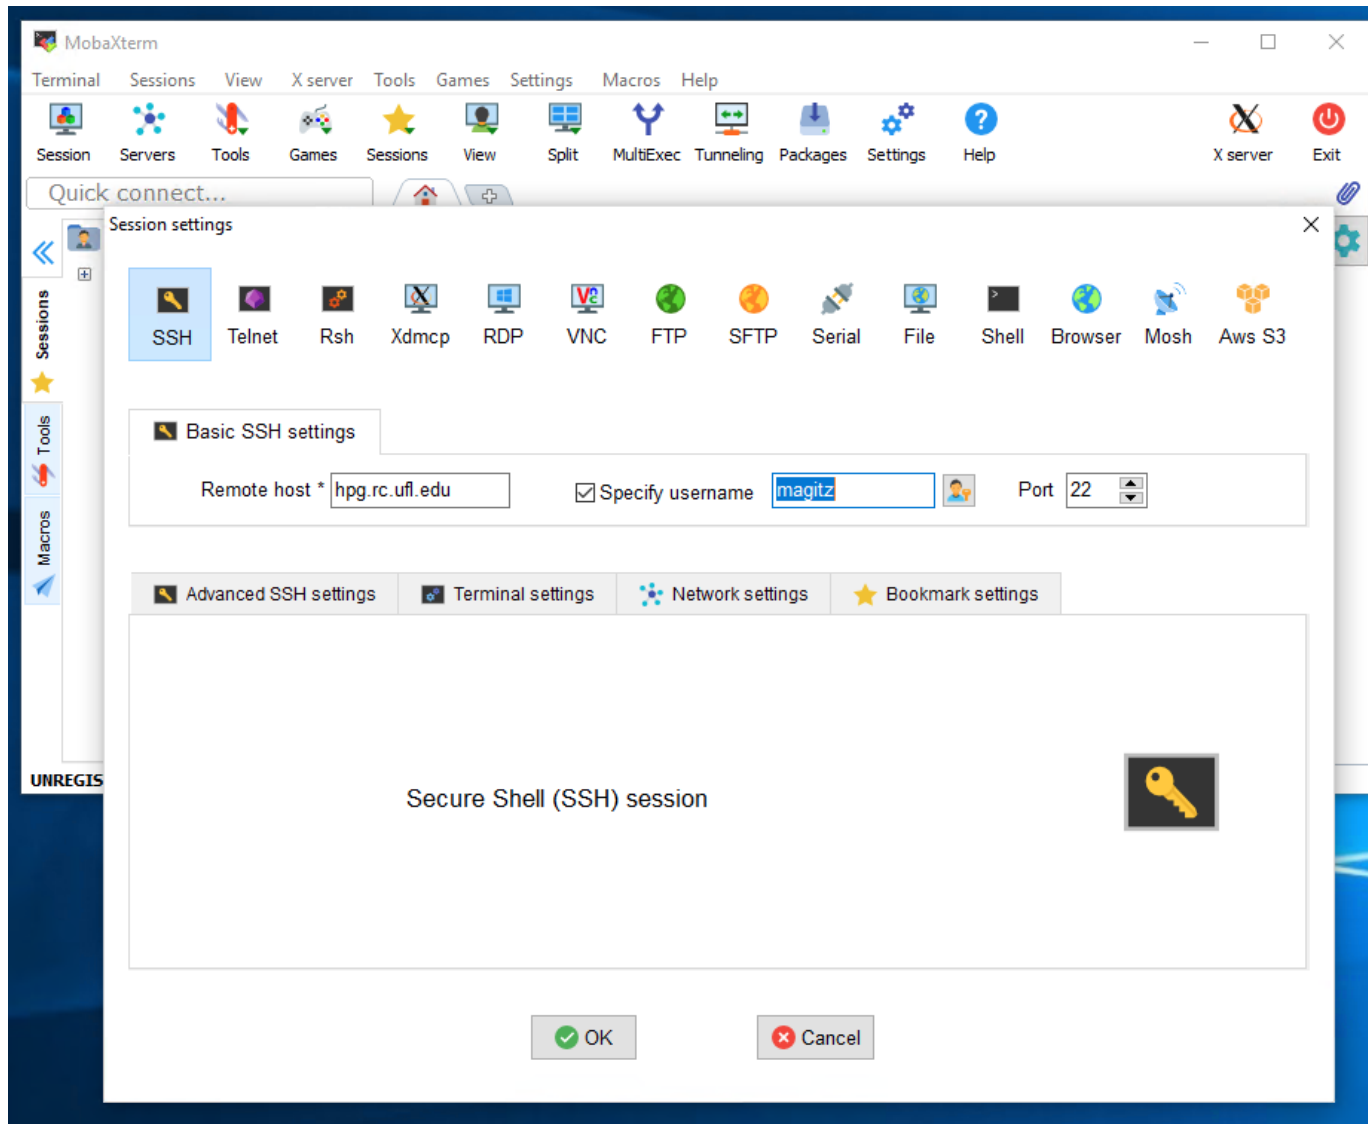 MobaXterm
Terminal Sessions View X server Tools Games Settings Macros Help
Session Servers Tools Games Sessions View Split MultiExec Tunneling Packages Settings Help X server Exit
Quick connect...
Session settings
Sessions
Tools
Macros
SSH Telnet Rsh Xdmcp RDP VNC FTP SFTP Serial File Shell Browser Mosh Aws S3
Basic SSH settings
Remote host * hpg.rc.ufl.edu Specify username magitz Port 22
Advanced SSH settings Terminal settings Network settings Bookmark settings
UNREGIS
Secure Shell (SSH) session
OK Cancel